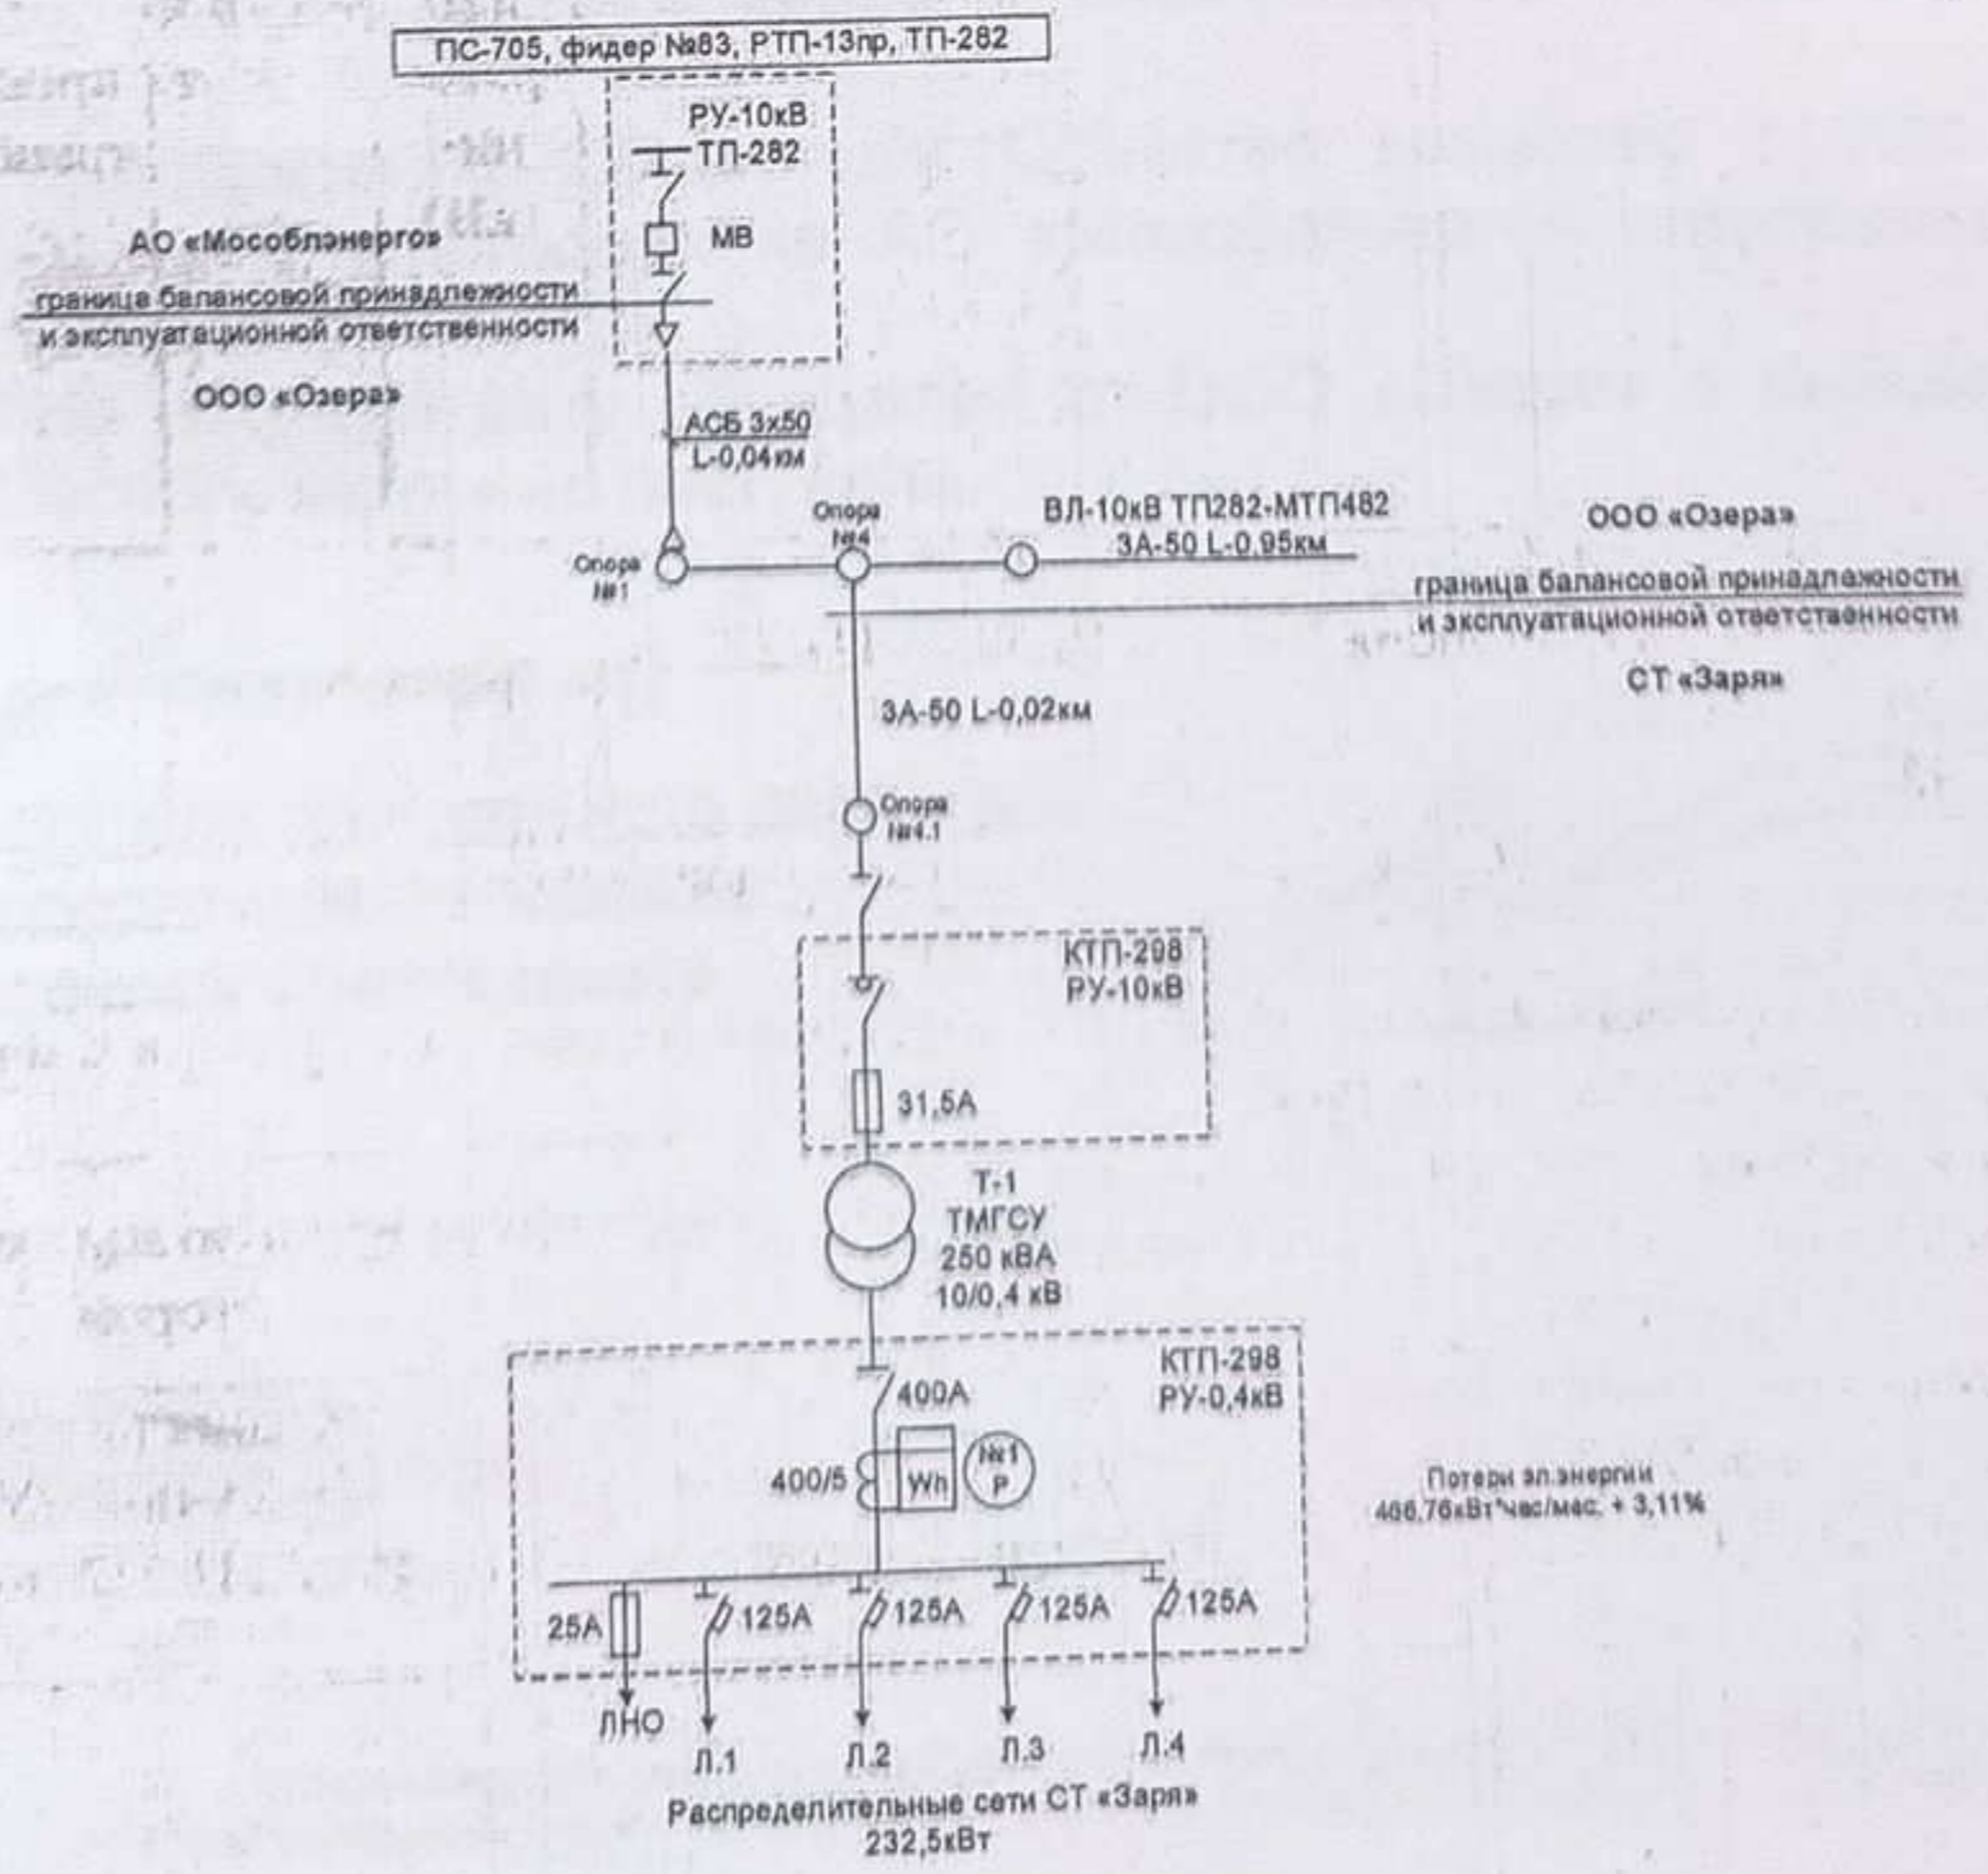 ПС-705, фидер №83, РТП-13пр, ТП-282
РУ-10кВ
ТП-282
МВ
АО «Мособлэнерго»
граница балансовой принадлежности
и эксплуатационной ответственности
ООО «Озера»
АСБ 3х50
L-0,04км
Опора
№1
Опора
№4
ВЛ-10кВ ТП282-МТП482
3А-50 L-0,95км
ООО «Озера»
граница балансовой принадлежности
и эксплуатационной ответственности
СТ «Заря»
3А-50 L-0,02км
Опора
№4.1
КТП-298
РУ-10кВ
31,5А
Т-1
ТМГСУ
250 кВА
10/0,4 кВ
КТП-298
РУ-0,4кВ
400А
400/5
Wh
№1
Р
Потери эл.энергии
466,76кВт*час/мес. + 3,11%
25А
125А
125А
125А
125А
ЛНО
Л.1
Л.2
Л.3
Л.4
Распределительные сети СТ «Заря»
232,5кВт